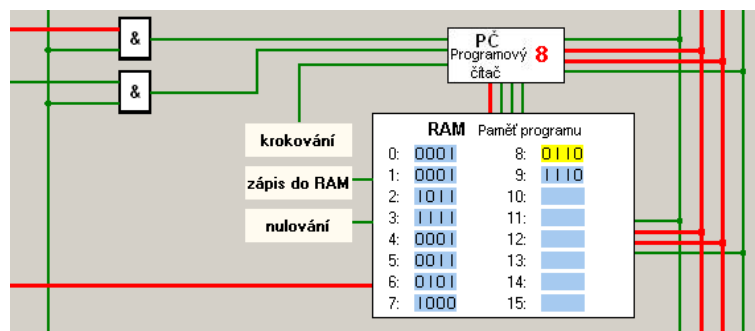 &
PČ
Programový 8
čítač
&
krokování
RAM Paměť programu
0: 0001 8: 0110
1: 0001 9: 1110
zápis do RAM
2: 1011 10:
3: 1111 11:
nulování
4: 0001 12:
5: 0011 13:
6: 0101 14:
7: 1000 15: